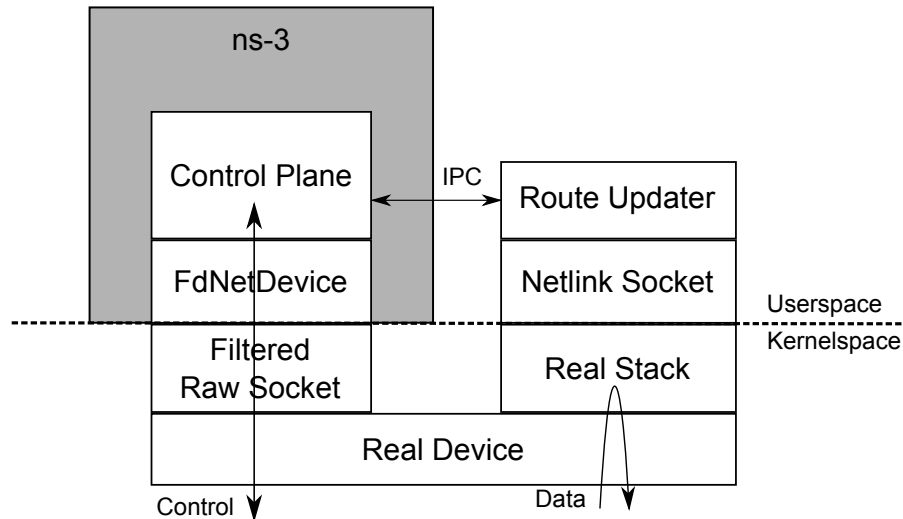 ns-3
Control Plane
IPC
Route Updater
FdNetDevice
Netlink Socket
Userspace
Kernelspace
Filtered
Raw Socket
Real Stack
Real Device
Control
Data